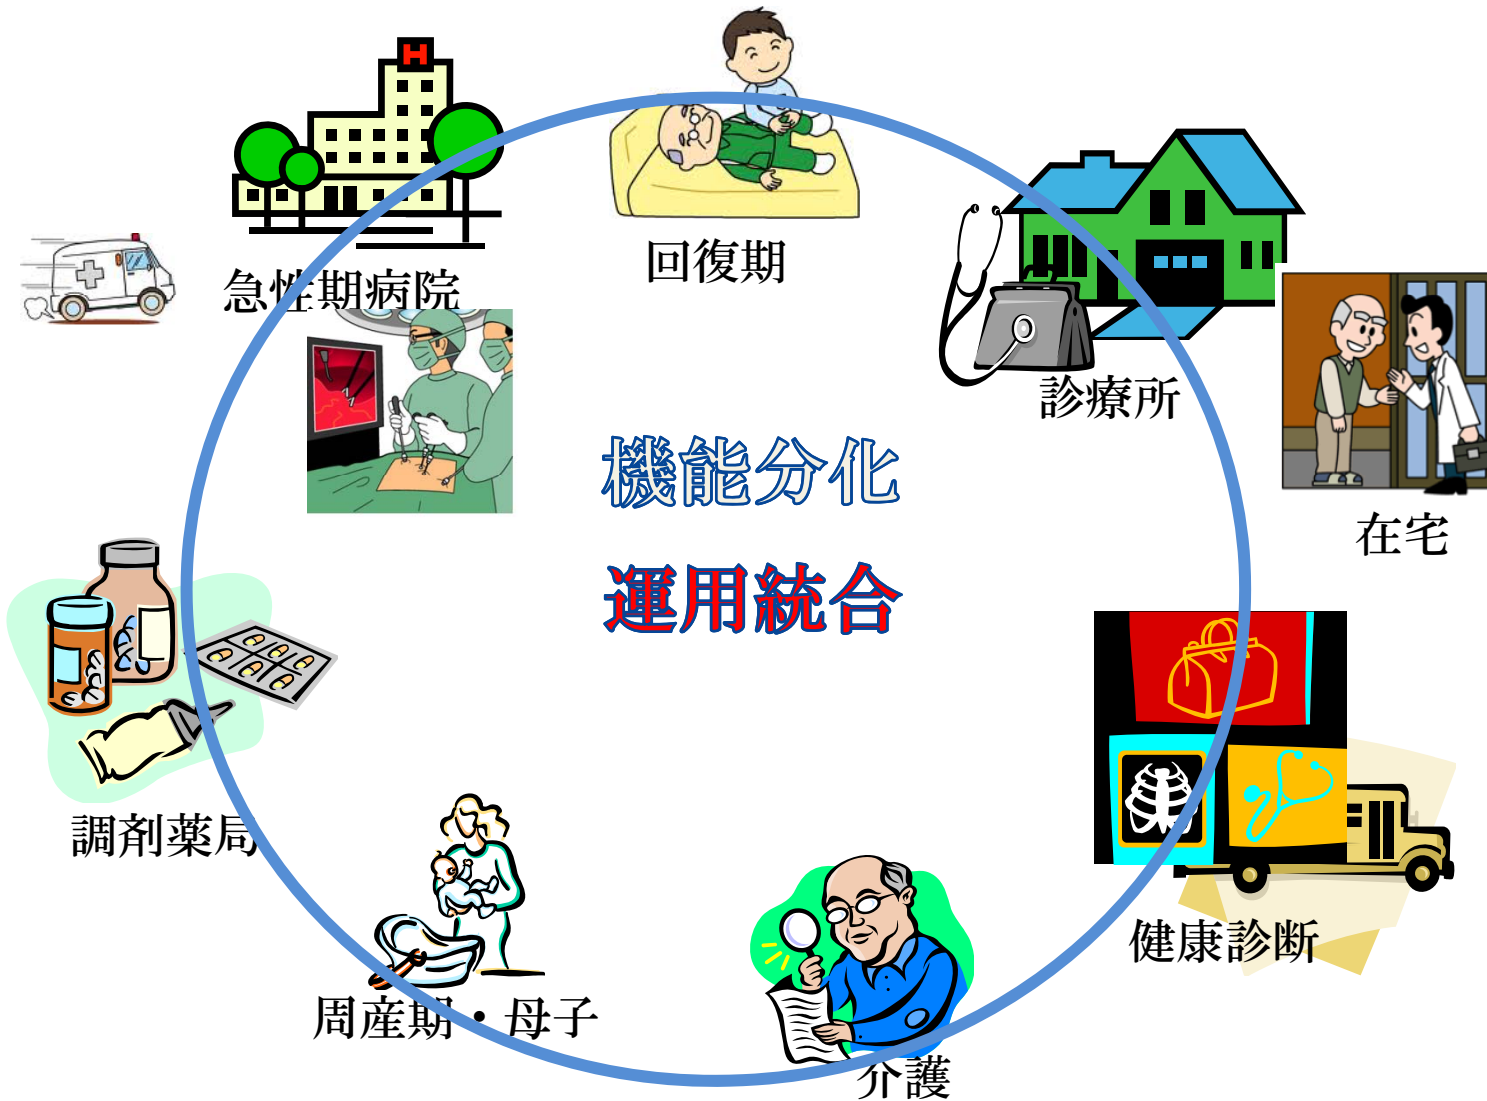 H
回復期
急性期病院
診療所
機能分化
在宅
運用統合
調剤薬局
健康診断
周産期・母子
介護